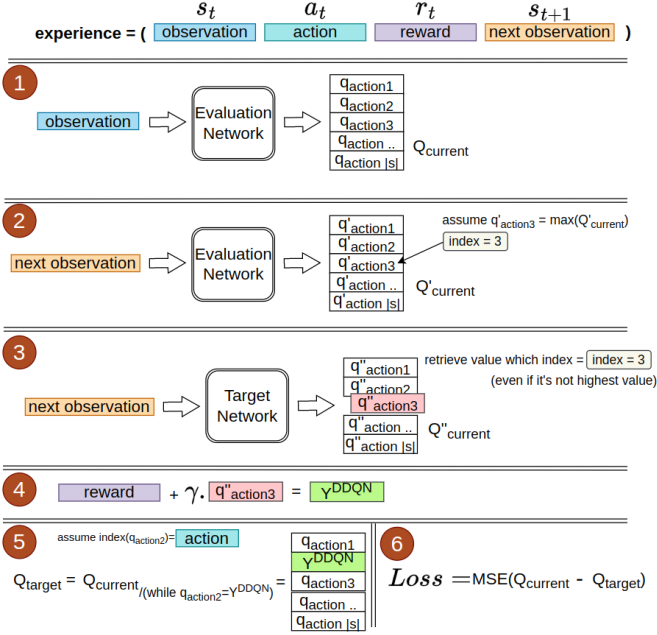 s_t a_t r_t s_{t+1}
experience = ( observation action reward next observation )
1
observation
Evaluation
Network
q_action1
q_action2
q_action3
q_action ..
q_action |s|
Q_current
2
next observation
Evaluation
Network
q'_action1
q'_action2
q'_action3
q'_action ..
q'_action |s|
assume q'_action3 = max(Q'_current)
index = 3
Q'_current
3
next observation
Target
Network
q"_action1
q"_action2
q"_action3
q"_action ..
q"_action |s|
retrieve value which index = index = 3
(even if it's not highest value)
Q"_current
4
reward + γ. q"_action3 = Y^DDQN
5
assume index(q_action2)= action
Q_target = Q_current /(while q_action2=Y^DDQN) =
q_action1
Y^DDQN
q_action3
q_action ..
q_action |s|
6
Loss =MSE(Q_current - Q_target)